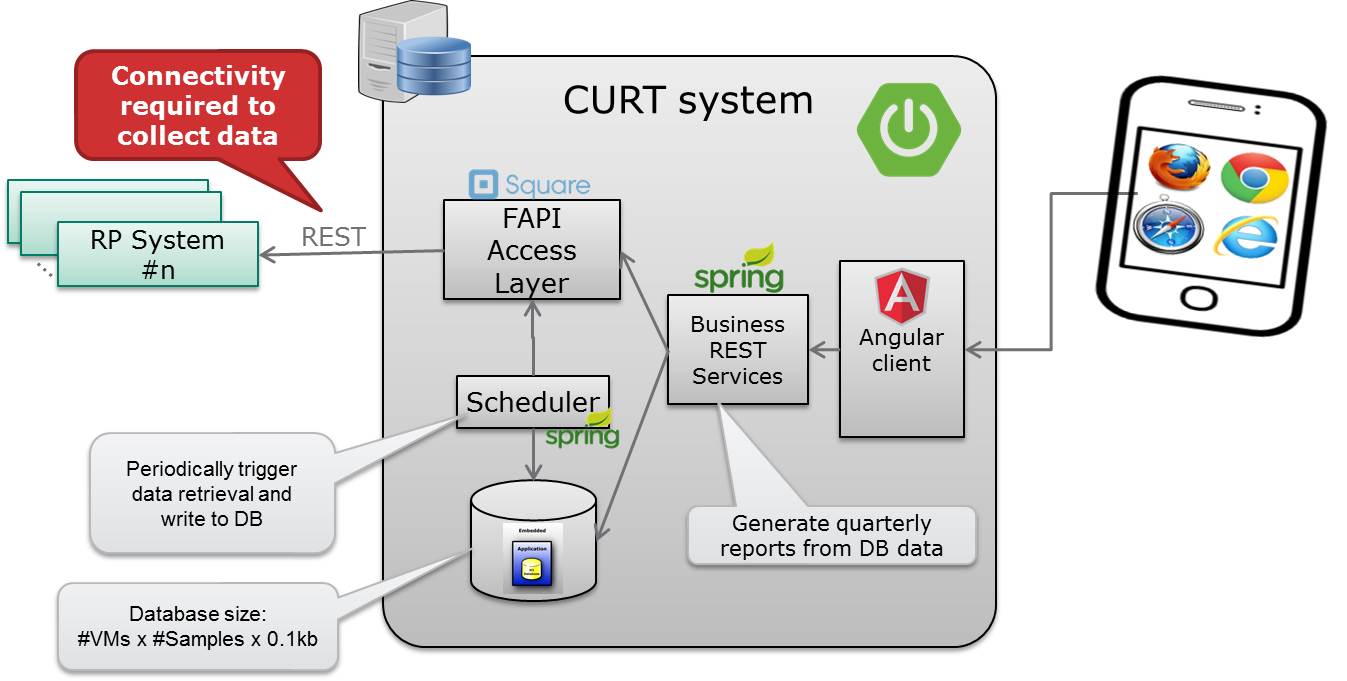 CURT system
Connectivity
required to
collect data
Square
RP System
#n
REST
FAPI
Access
Layer
spring
Business
REST
Services
A
Angular
client
Scheduler
spring
Periodically trigger
data retrieval and
write to DB
Generate quarterly
reports from DB data
Embedded
Application
Database size:
#VMs x #Samples x 0.1kb